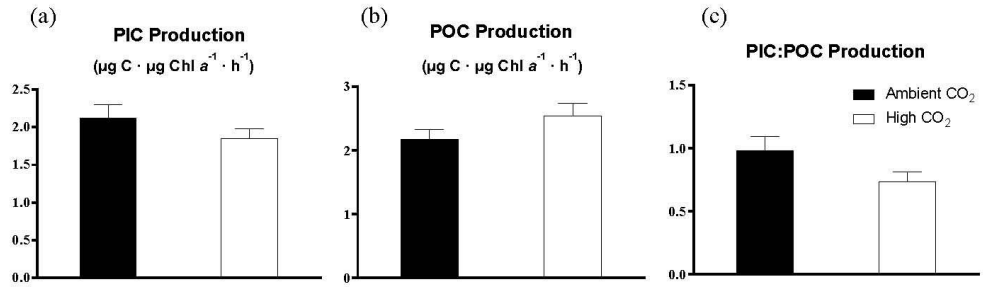 (a)
PIC Production
(µg C · µg Chl a⁻¹ · h⁻¹)
2.5
2.0
1.5
1.0
0.5
0.0
(b)
POC Production
(µg C · µg Chl a⁻¹ · h⁻¹)
3
2
1
0
(c)
PIC:POC Production
1.5
1.0
0.5
0.0
Ambient CO₂
High CO₂